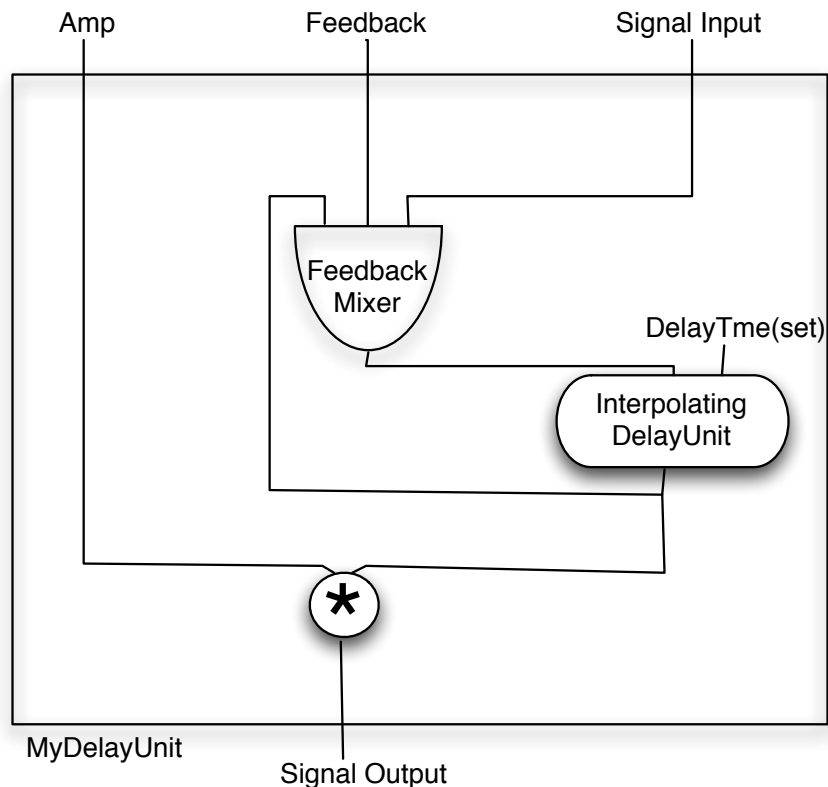 Amp
Feedback
Signal Input
Feedback
Mixer
DelayTme(set)
Interpolating
DelayUnit
*
MyDelayUnit
Signal Output